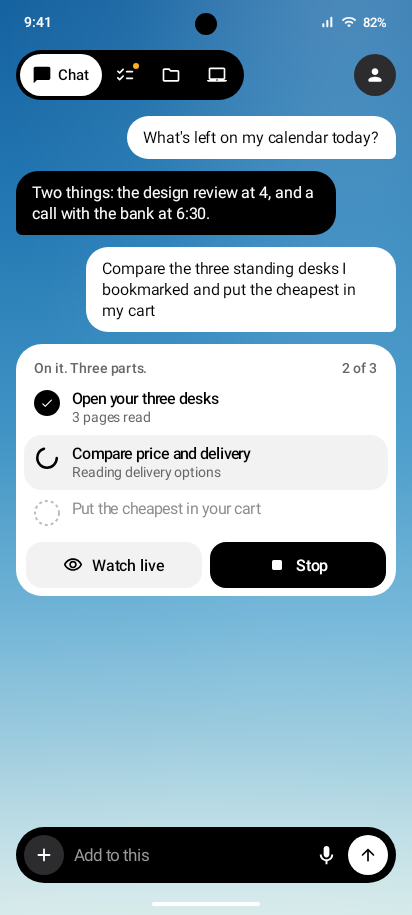 9:41
82%
Chat
What's left on my calendar today?
Two things: the design review at 4, and a
call with the bank at 6:30.
Compare the three standing desks I
bookmarked and put the cheapest in
my cart
On it. Three parts.
2 of 3
Open your three desks
3 pages read
Compare price and delivery
Reading delivery options
Put the cheapest in your cart
Watch live
Stop
Add to this